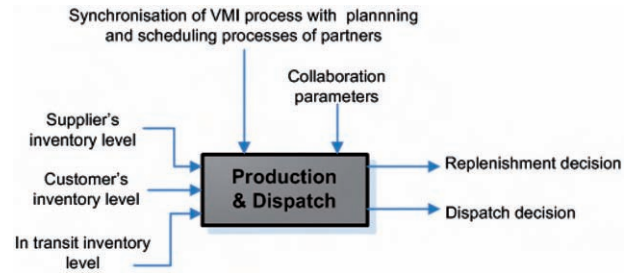 Synchronisation of VMI process with plannning
and scheduling processes of partners
Collaboration
parameters
Supplier's
inventory level
Customer's
inventory level
In transit inventory
level
Production
& Dispatch
Replenishment decision
Dispatch decision